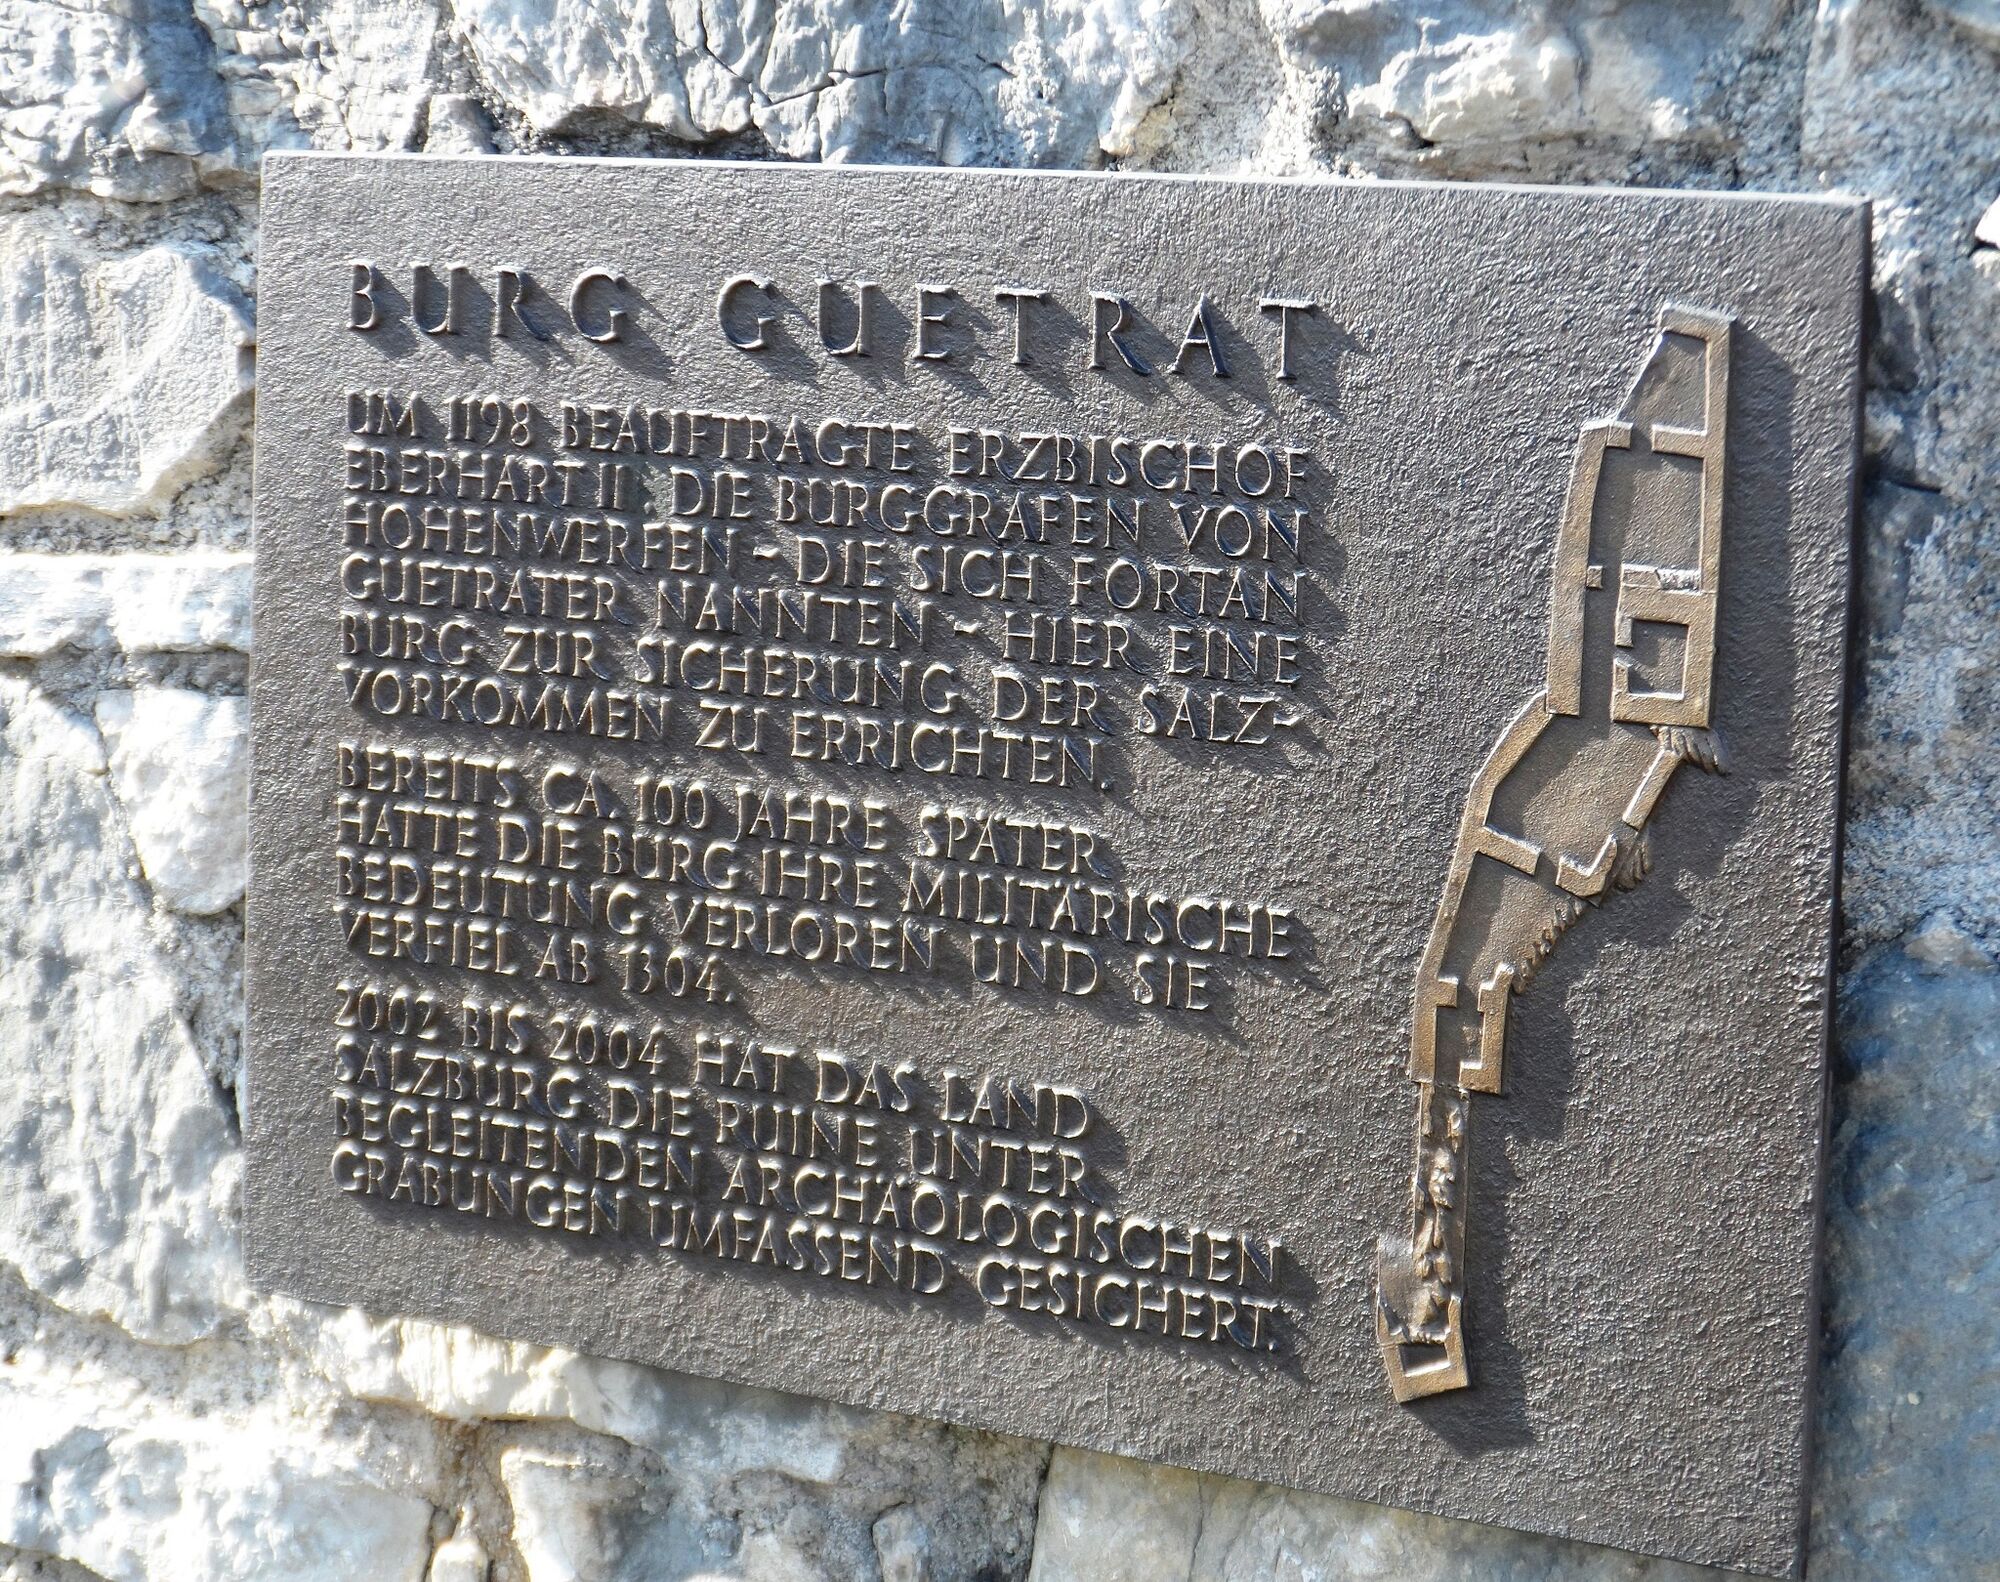 BURG GUETRAT
UM 1198 BEAUFTRAGTE ERZBISCHOF
EBERHART II. DIE BURGGRAFEN VON
HOHENWERFEN ~ DIE SICH FORTAN
GUETRATER NANNTEN ~ HIER EINE
BURG ZUR SICHERUNG DER SALZ~
VORKOMMEN ZU ERRICHTEN.
BEREITS CA. 100 JAHRE SPÄTER
HATTE DIE BURG IHRE MILITÄRISCHE
BEDEUTUNG VERLOREN UND SIE
VERFIEL AB 1304.
2002 BIS 2004 HAT DAS LAND
SALZBURG DIE RUINE UNTER
BEGLEITENDEN ARCHÄOLOGISCHEN
GRABUNGEN UMFASSEND GESICHERT.